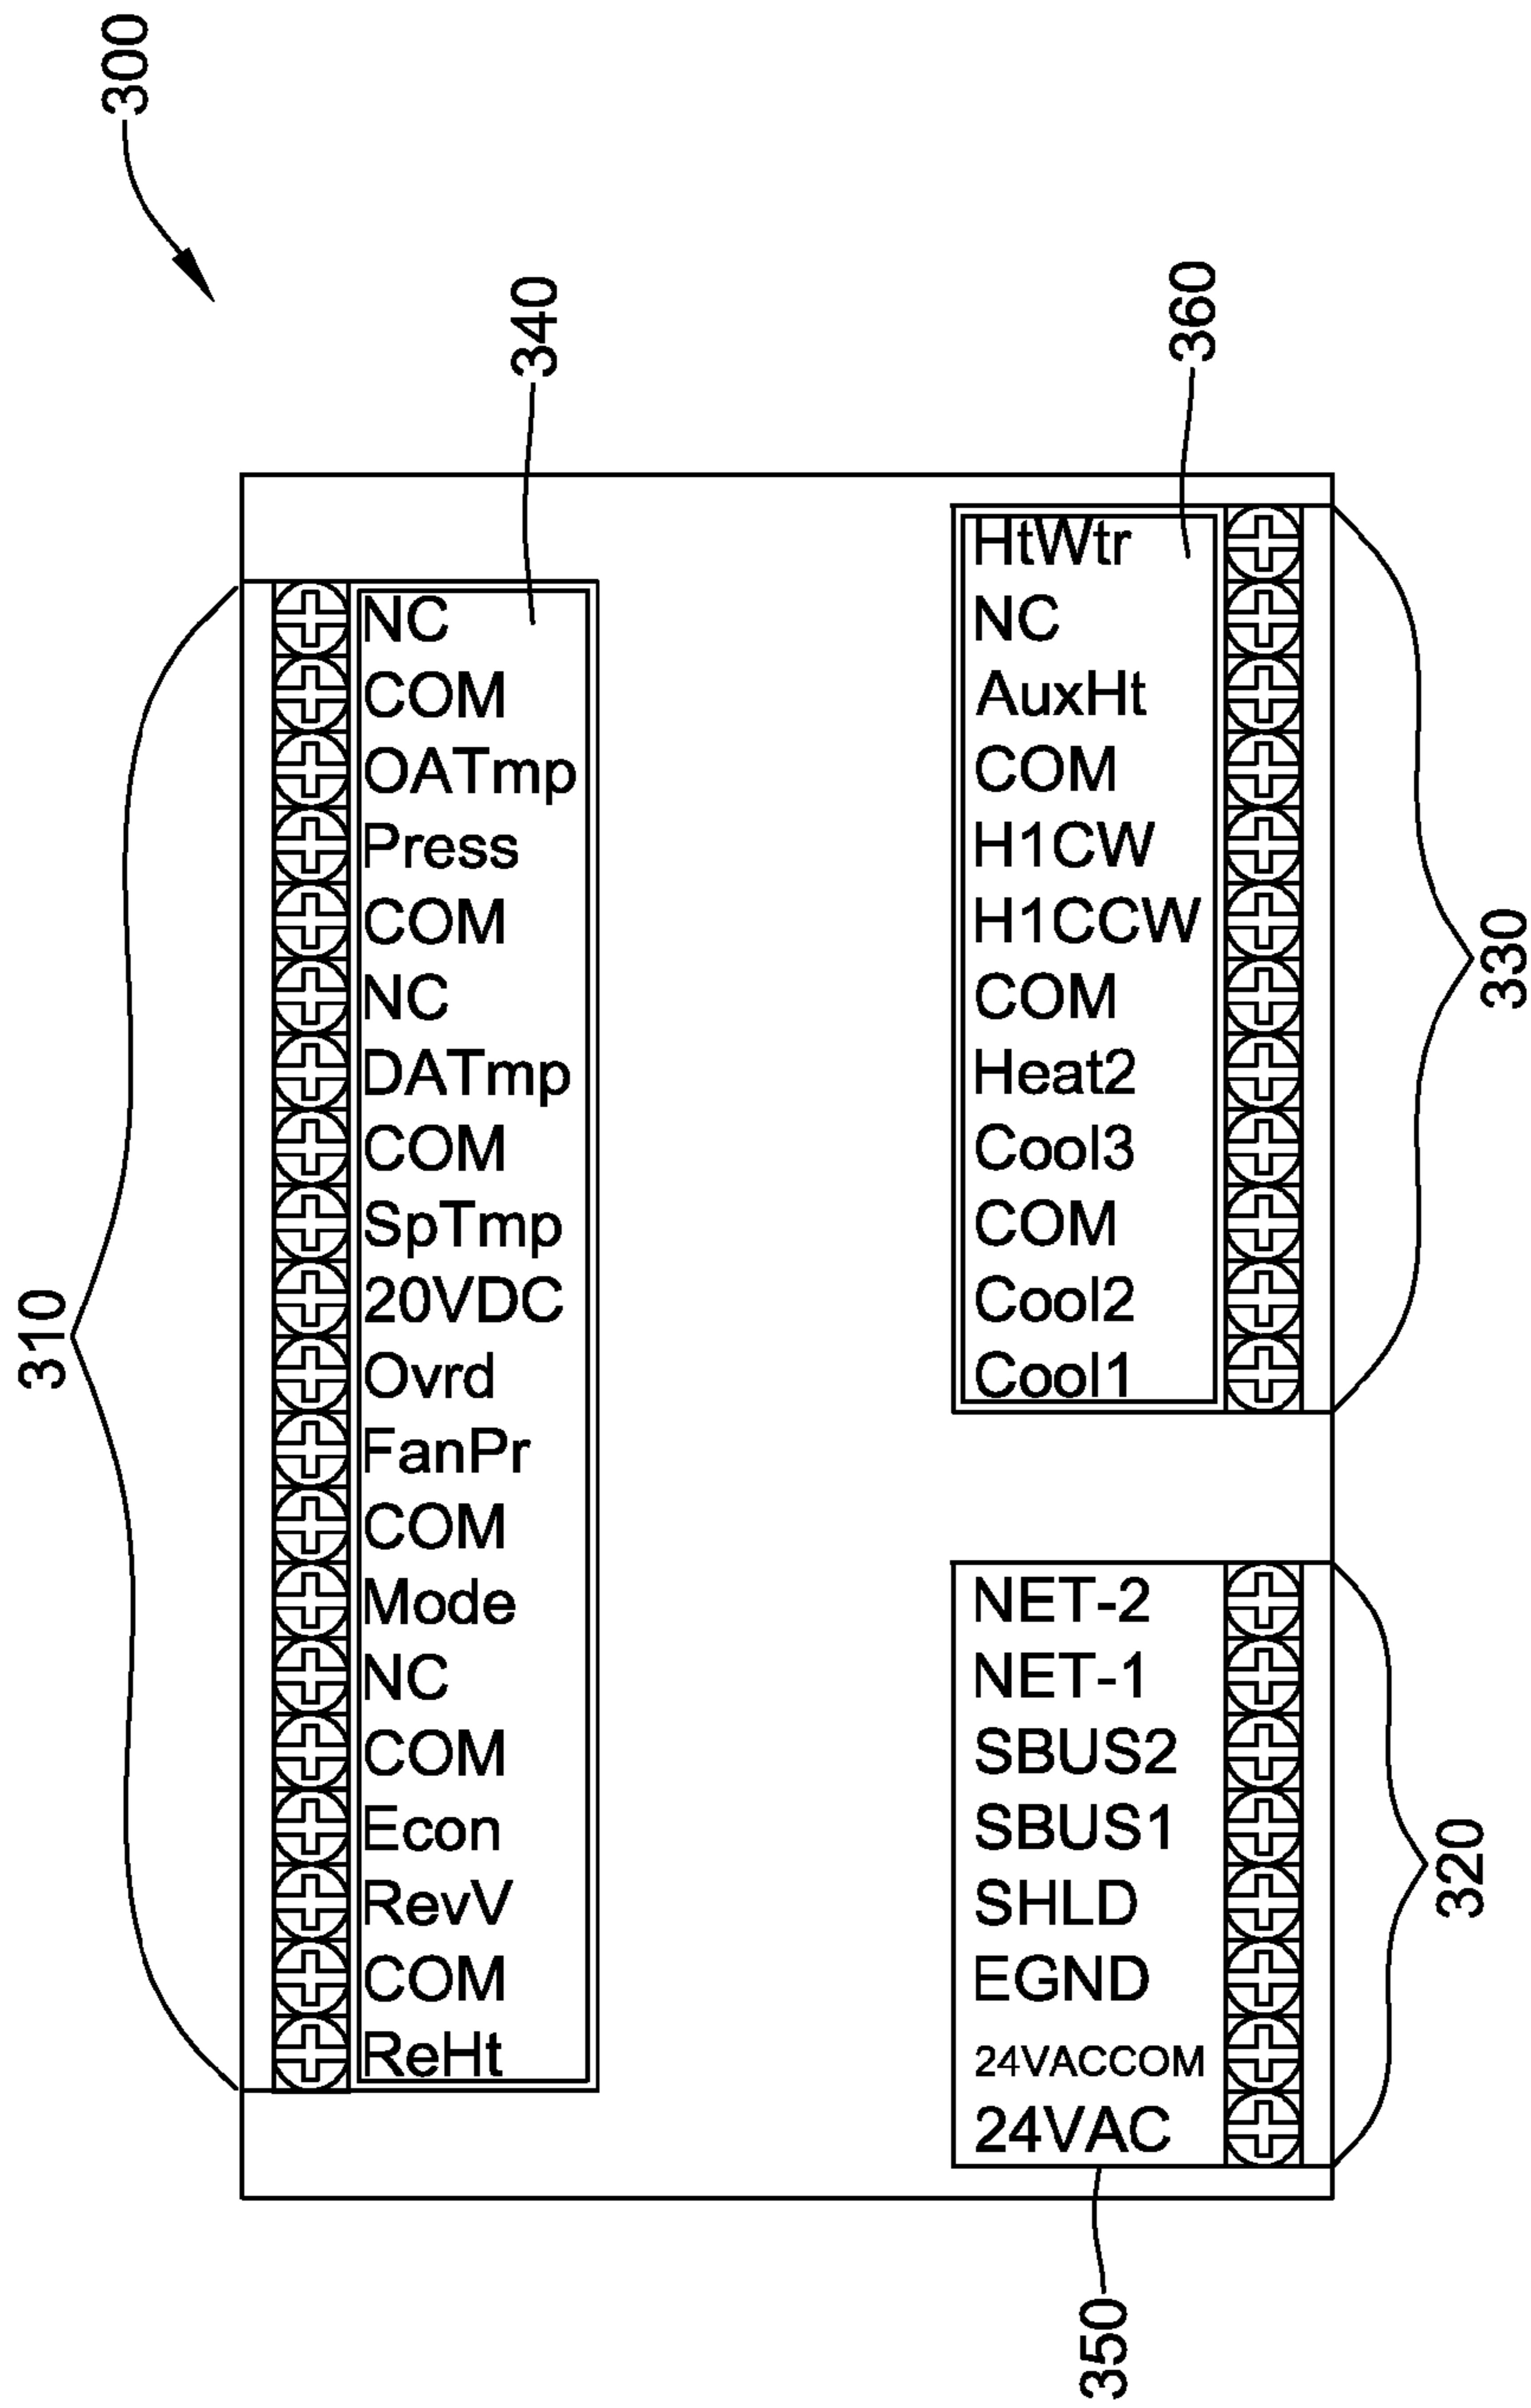 300
310
340
NC
COM
OATmp
Press
COM
NC
DATmp
COM
SpTmp
20VDC
Ovrd
FanPr
COM
Mode
NC
COM
Econ
RevV
COM
ReHt
360
HtWtr
NC
AuxHt
COM
H1CW
H1CCW
COM
Heat2
Cool3
COM
Cool2
Cool1
330
NET-2
NET-1
SBUS2
SBUS1
SHLD
EGND
24VACCOM
24VAC
320
350